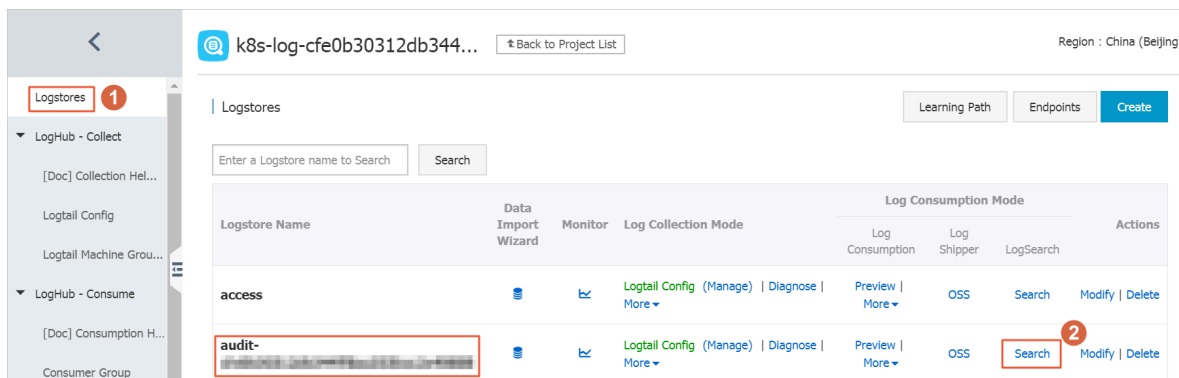 k8s-log-cfe0b30312db344...
Back to Project List
Region : China (Beijing
Logstores
1
LogHub - Collect
[Doc] Collection Hel...
Logtail Config
Logtail Machine Grou...
LogHub - Consume
[Doc] Consumption H...
Consumer Group
Logstores
Learning Path
Endpoints
Create
Enter a Logstore name to Search
Search
Logstore Name
Data
Import
Wizard
Monitor
Log Collection Mode
Log Consumption Mode
Log
Consumption
Log
Shipper
LogSearch
Actions
access
Logtail Config (Manage) | Diagnose |
More
Preview |
More
OSS
Search
Modify | Delete
audit-
Logtail Config (Manage) | Diagnose |
More
Preview |
More
OSS
Search
2
Modify | Delete